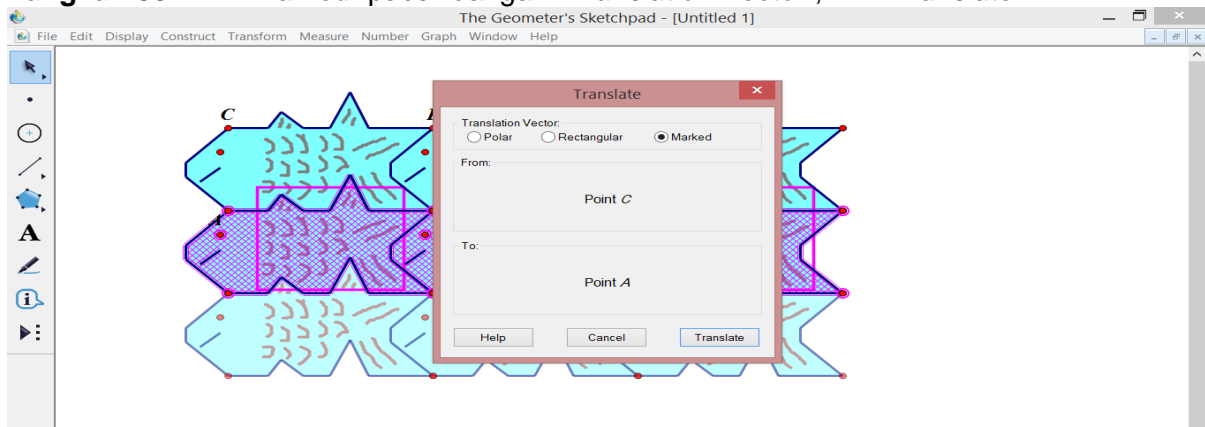 The Geometer's Sketchpad - [Untitled 1]
File Edit Display Construct Transform Measure Number Graph Window Help
C
Translate
Translation Vector:
Polar Rectangular Marked
From:
Point C
A
A
To:
Point A
Help Cancel Translate